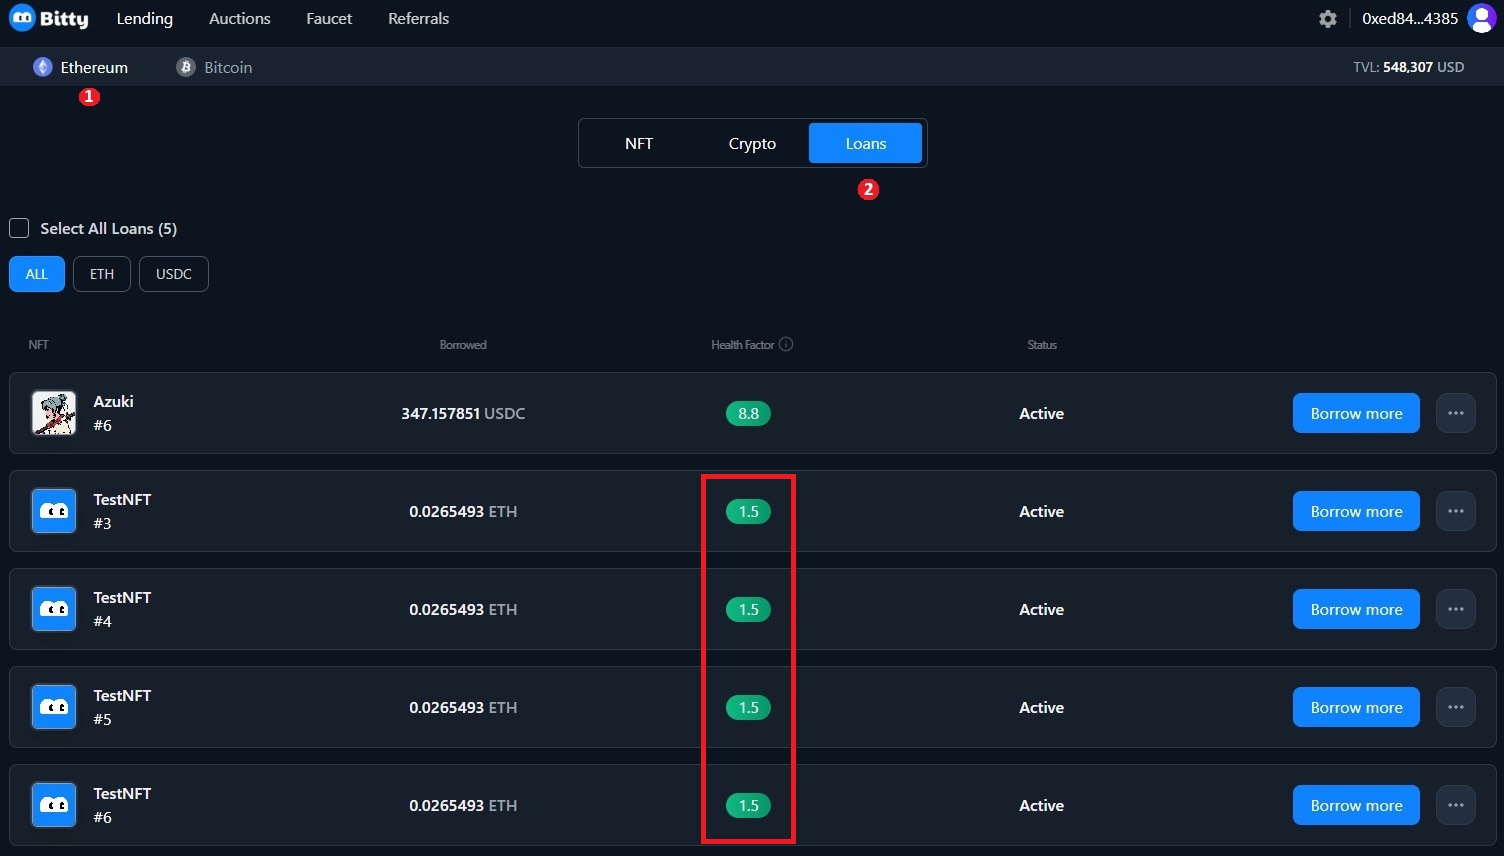 Bitty Lending Auctions Faucet Referrals 0xed84...4385
Ethereum Bitcoin TVL: 548,307 USD
1
NFT Crypto Loans
2
Select All Loans (5)
ALL ETH USDC
NFT Borrowed Health Factor Status
Azuki
#6
347.157851 USDC 8.8 Active Borrow more
TestNFT
#3
0.0265493 ETH 1.5 Active Borrow more
TestNFT
#4
0.0265493 ETH 1.5 Active Borrow more
TestNFT
#5
0.0265493 ETH 1.5 Active Borrow more
TestNFT
#6
0.0265493 ETH 1.5 Active Borrow more